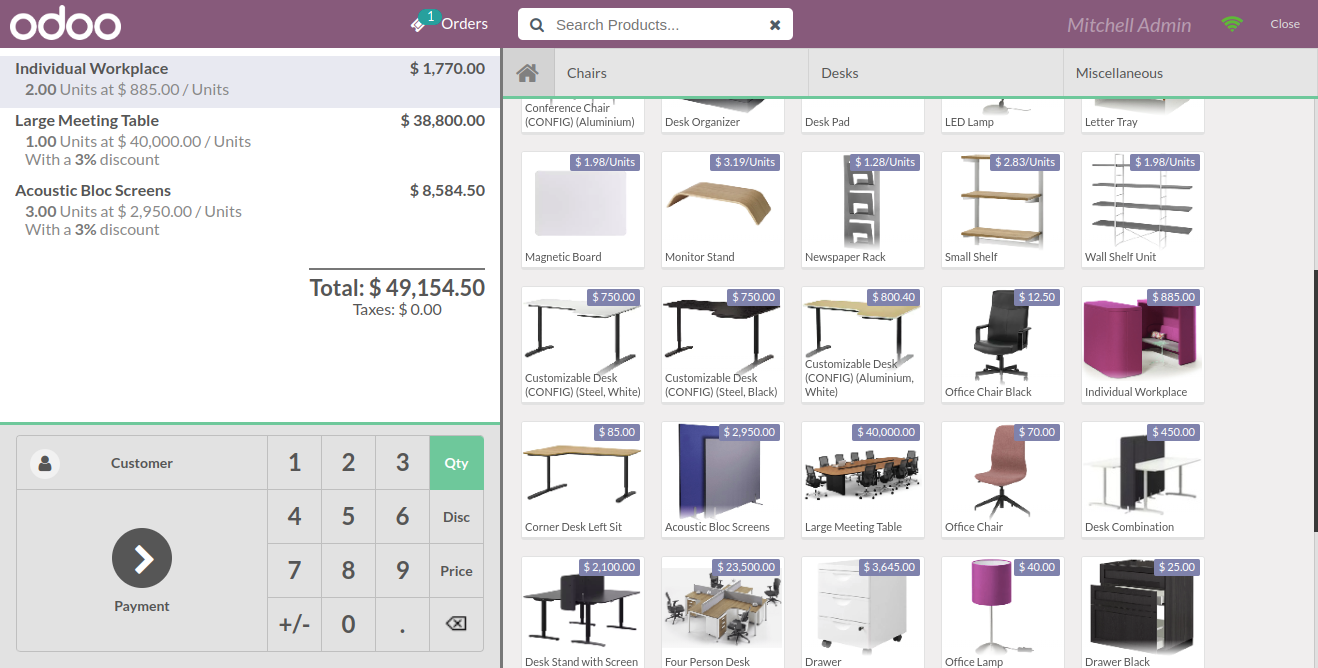 odoo
1
Orders
Search Products...
Mitchell Admin
Close
Individual Workplace
$ 1,770.00
2.00 Units at $ 885.00 / Units
Large Meeting Table
$ 38,800.00
1.00 Units at $ 40,000.00 / Units
With a 3% discount
Acoustic Bloc Screens
$ 8,584.50
3.00 Units at $ 2,950.00 / Units
With a 3% discount
Total: $ 49,154.50
Taxes: $ 0.00
Customer
Payment
1 2 3 Qty
4 5 6 Disc
7 8 9 Price
+/- 0 .
Chairs
Desks
Miscellaneous
Conference Chair
(CONFIG) (Aluminium)
Desk Organizer
Desk Pad
LED Lamp
Letter Tray
$ 1.98/Units
Magnetic Board
$ 3.19/Units
Monitor Stand
$ 1.28/Units
Newspaper Rack
$ 2.83/Units
Small Shelf
$ 1.98/Units
Wall Shelf Unit
$ 750.00
Customizable Desk
(CONFIG) (Steel, White)
$ 750.00
Customizable Desk
(CONFIG) (Steel, Black)
$ 800.40
Customizable Desk
(CONFIG) (Aluminium,
White)
$ 12.50
Office Chair Black
$ 885.00
Individual Workplace
$ 85.00
Corner Desk Left Sit
$ 2,950.00
Acoustic Bloc Screens
$ 40,000.00
Large Meeting Table
$ 70.00
Office Chair
$ 450.00
Desk Combination
$ 2,100.00
Desk Stand with Screen
$ 23,500.00
Four Person Desk
$ 3,645.00
Drawer
$ 40.00
Office Lamp
$ 25.00
Drawer Black